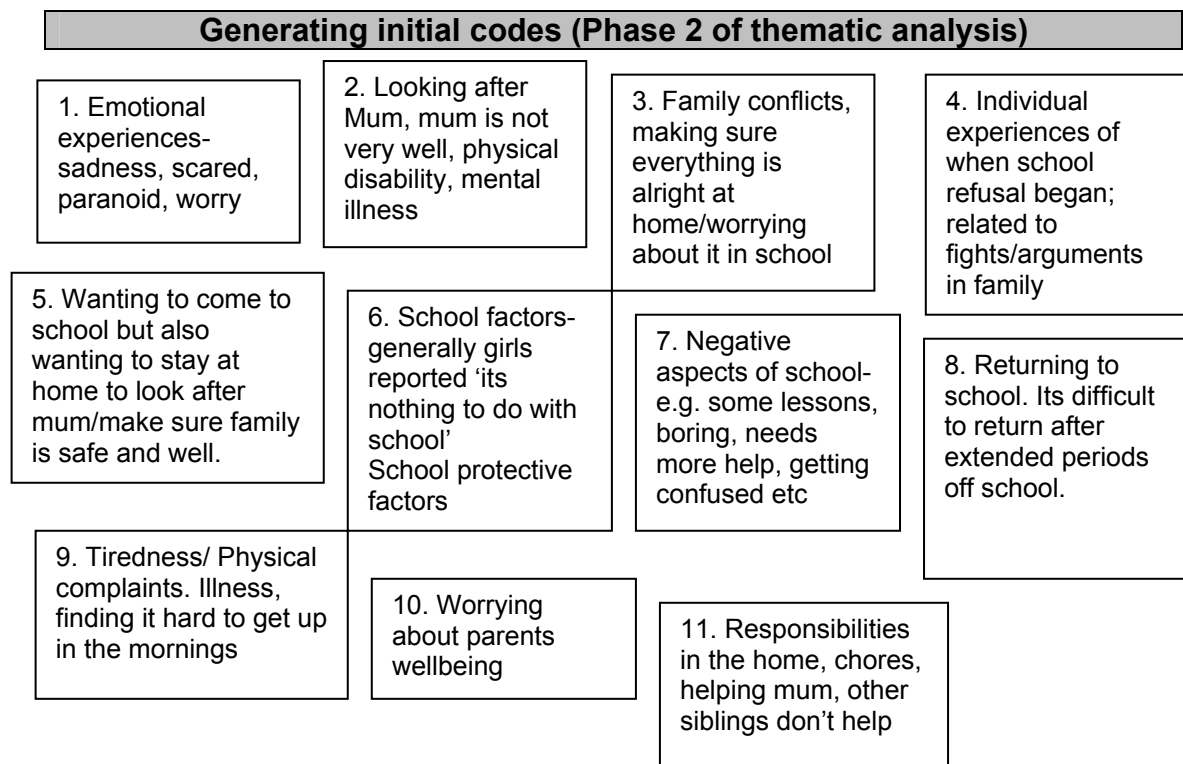 Generating initial codes (Phase 2 of thematic analysis)
1. Emotional
experiences-
sadness, scared,
paranoid, worry
2. Looking after
Mum, mum is not
very well, physical
disability, mental
illness
3. Family conflicts,
making sure
everything is
alright at
home/worrying
about it in school
4. Individual
experiences of
when school
refusal began;
related to
fights/arguments
in family
5. Wanting to come to
school but also
wanting to stay at
home to look after
mum/make sure family
is safe and well.
6. School factors-
generally girls
reported ‘its
nothing to do with
school’
School protective
factors
7. Negative
aspects of school-
e.g. some lessons,
boring, needs
more help, getting
confused etc
8. Returning to
school. Its difficult
to return after
extended periods
off school.
9. Tiredness/ Physical
complaints. Illness,
finding it hard to get up
in the mornings
10. Worrying
about parents
wellbeing
11. Responsibilities
in the home, chores,
helping mum, other
siblings don’t help